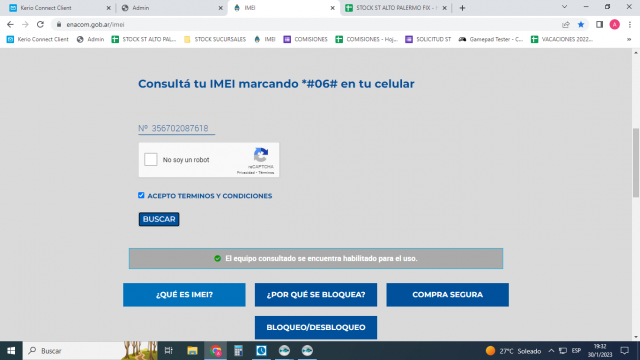 Kerio Connect Client
Admin
IMEI
STOCK ST ALTO PALERMO FIX -
enacom.gob.ar/imei
Kerio Connect Client
Admin
STOCK ST ALTO PAL...
STOCK SUCURSALES
IMEI
COMISIONES
COMISIONES - Hoj...
SOLICITUD ST
Gamepad Tester - C...
VACACIONES 2022...
Consultá tu IMEI marcando *#06# en tu celular
Nº 356702087618
No soy un robot
reCAPTCHA
Privacidad - Términos
ACEPTO TERMINOS Y CONDICIONES
BUSCAR
El equipo consultado se encuentra habilitado para el uso.
¿QUÉ ES IMEI?
¿POR QUÉ SE BLOQUEA?
COMPRA SEGURA
BLOQUEO/DESBLOQUEO
Buscar
27°C Soleado
ESP
19:32
30/1/2023